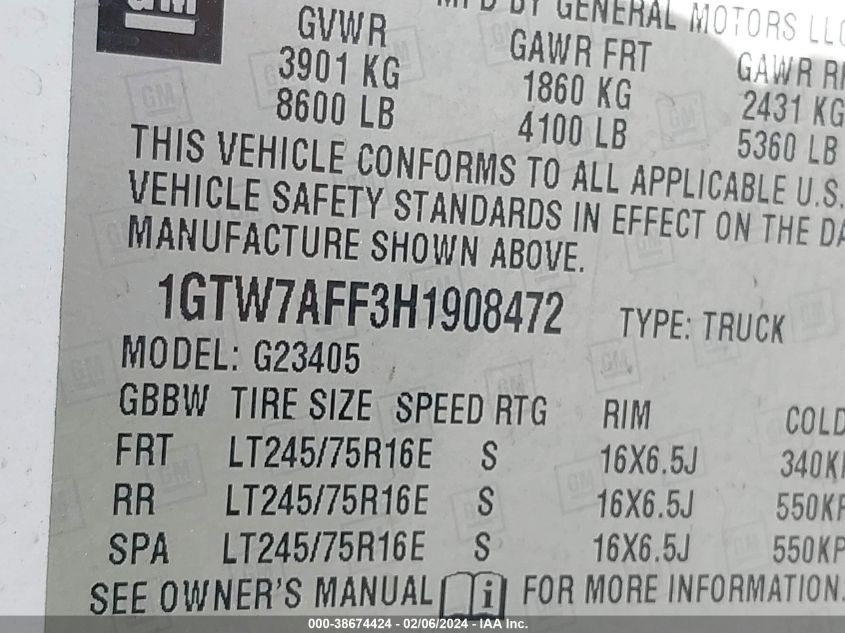 GM
MFD BY GENERAL MOTORS LLC
GVWR GAWR FRT GAWR RR
3901 KG 1860 KG 2431 KG
8600 LB 4100 LB 5360 LB
THIS VEHICLE CONFORMS TO ALL APPLICABLE U.S.
VEHICLE SAFETY STANDARDS IN EFFECT ON THE DA
MANUFACTURE SHOWN ABOVE.
1GTW7AFF3H1908472 TYPE: TRUCK
MODEL: G23405
GBBW TIRE SIZE SPEED RTG RIM COLD
FRT LT245/75R16E S 16X6.5J 340KP
RR LT245/75R16E S 16X6.5J 550KP
SPA LT245/75R16E S 16X6.5J 550KP
SEE OWNER'S MANUAL i FOR MORE INFORMATION.
000-38674424 - 02/06/2024 - IAA Inc.